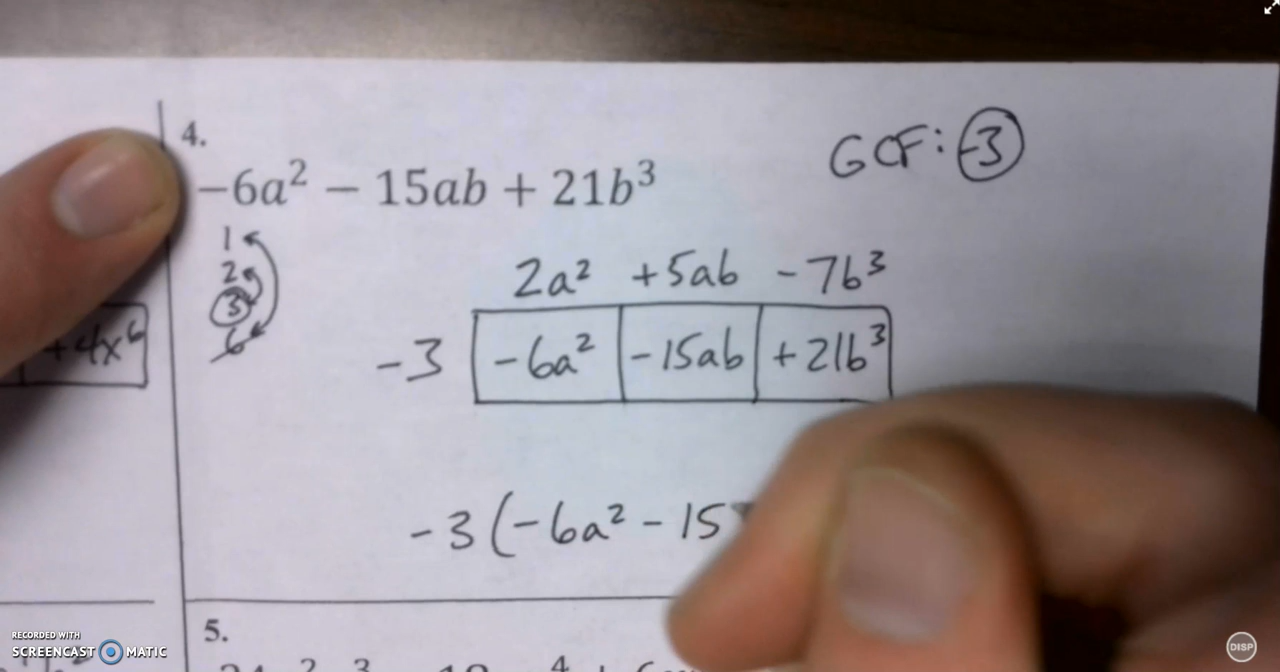 4.
−6a² − 15ab + 21b³
GCF: -3
1
2
3
6
2a² +5ab -7b³
+4x⁶
-3 -6a² -15ab +21b³
-3(-6a² - 15
5.
RECORDED WITH
SCREENCAST MATIC
DISP